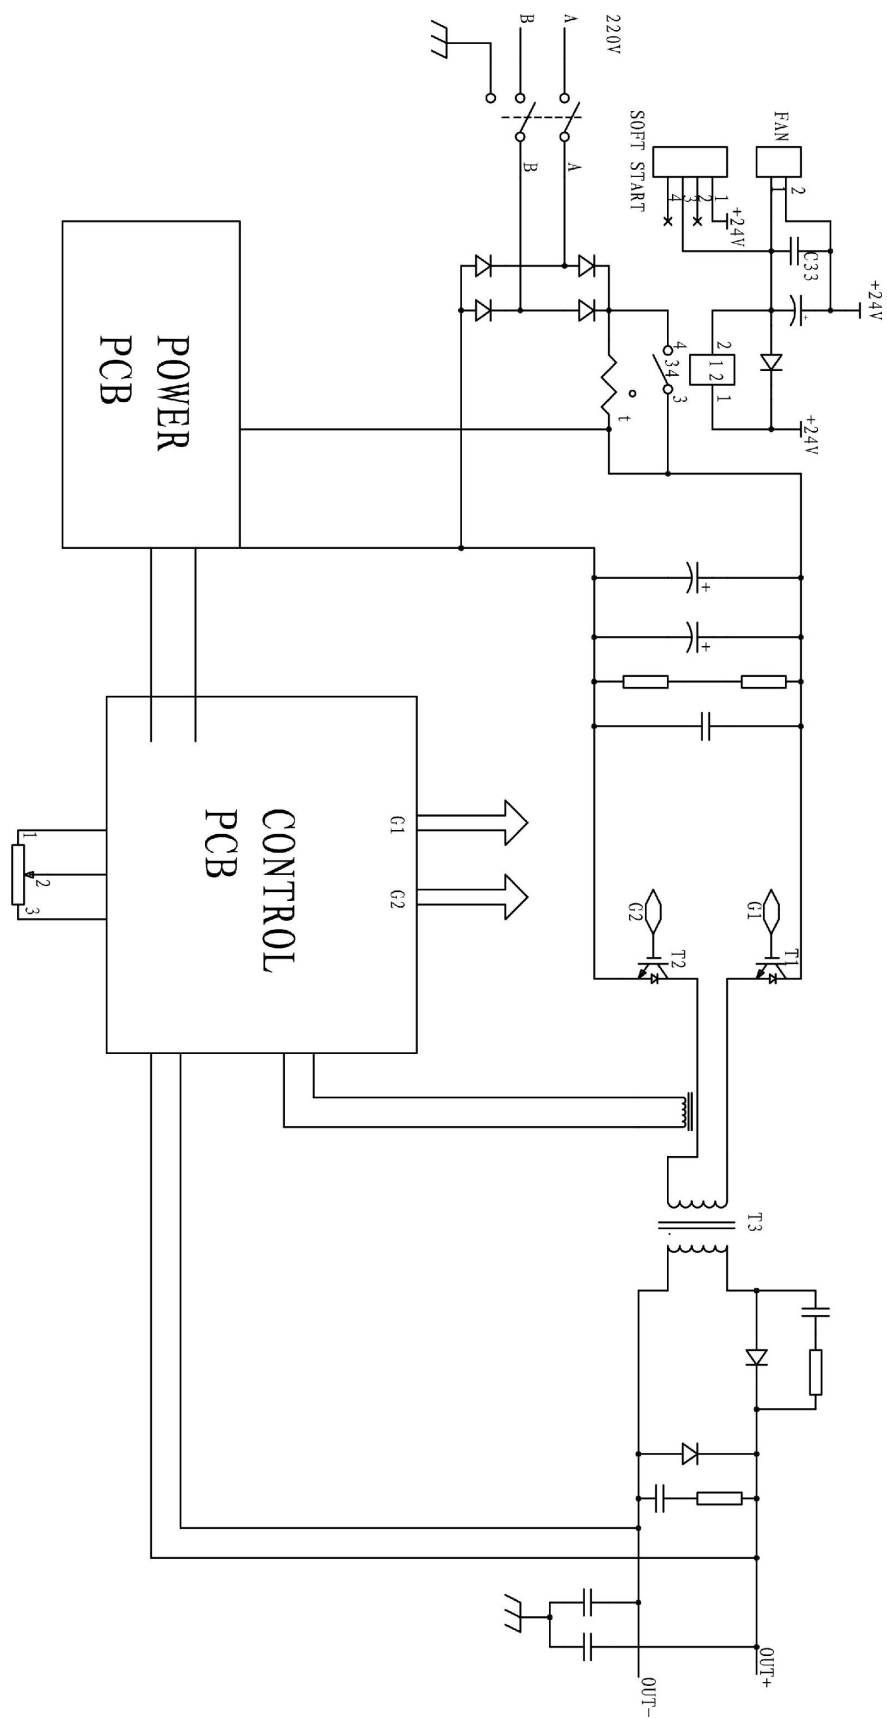 220V
A
B
A
B
FAN
2
1
SOFT START
1
2
3
4
+24V
C33
+24V
+
2
1 2
1
+24V
4
34
3
t
POWER
PCB
+
+
CONTROL
PCB
G1
G2
1
2
3
G1
T1
G2
T2
T3
OUT+
OUT-